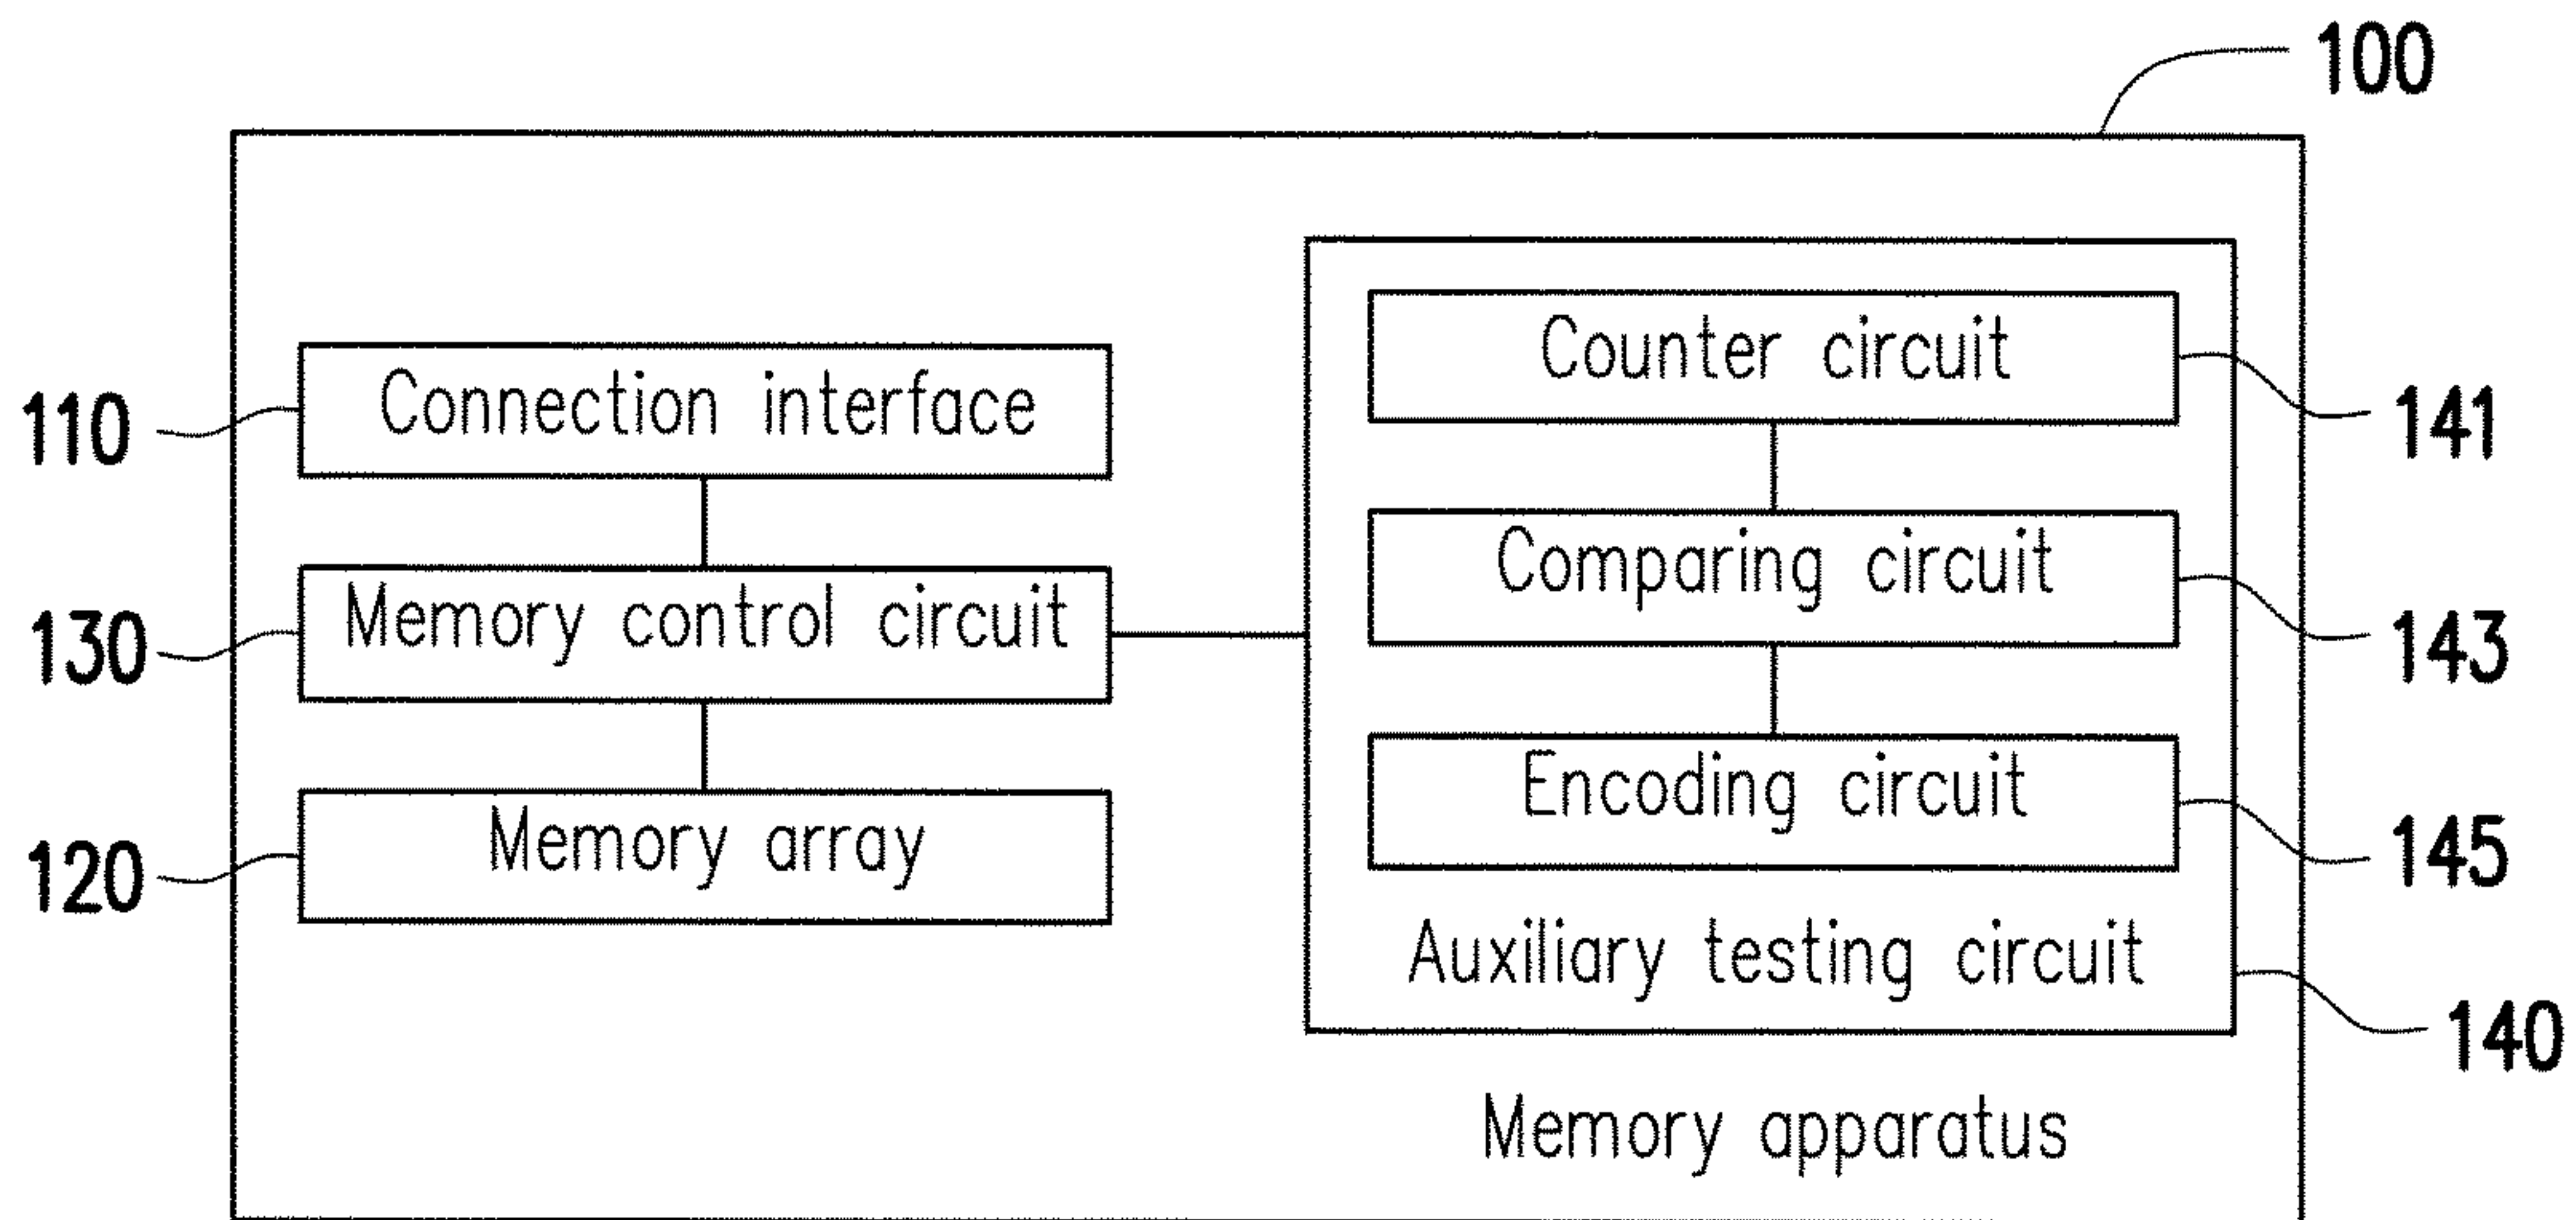 100
Counter circuit
141
Connection interface
110
Comparing circuit
143
Memory control circuit
130
Encoding circuit
145
Memory array
120
Auxiliary testing circuit
140
Memory apparatus